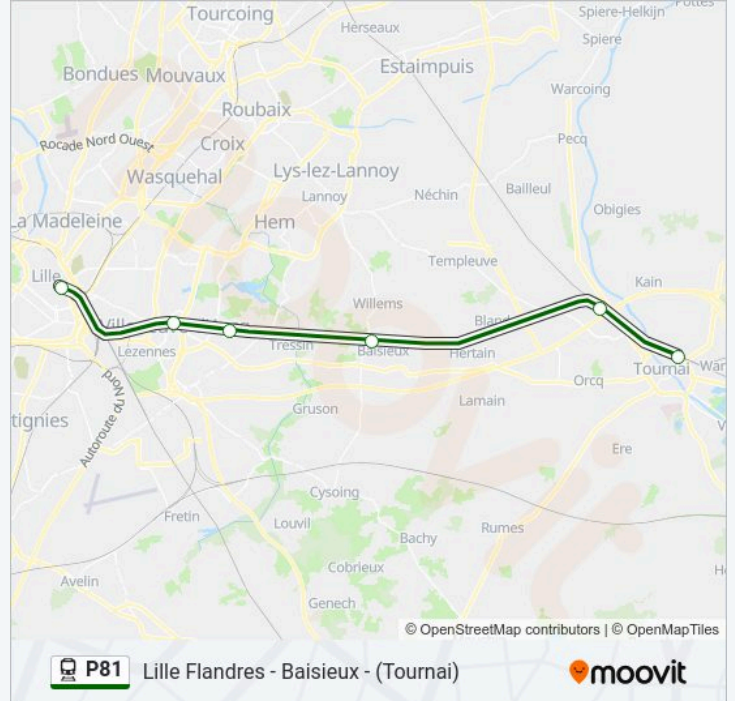 Tourcoing
Herseaux
Spiere-Helkijn
Pottes
Spiere
Bondues
Mouvaux
Estaimpuis
Warcoing
Roubaix
Rocade Nord Ouest
Croix
Pecq
Wasquehal
Lys-lez-Lannoy
Lannoy
Néchin
Bailleul
La Madeleine
Hem
Obigies
Templeuve
Lille
Kain
Willems
Lezennes
Tressin
Baisieux
Hertain
Tournai
Orcq
Lamain
Gruson
Autoroute du Nord
Ere
Cysoing
Fretin
Louvil
Bachy
Rumes
Cobrieux
Avelin
Genech
© OpenStreetMap contributors | © OpenMapTiles
P81
Lille Flandres - Baisieux - (Tournai)
moovit